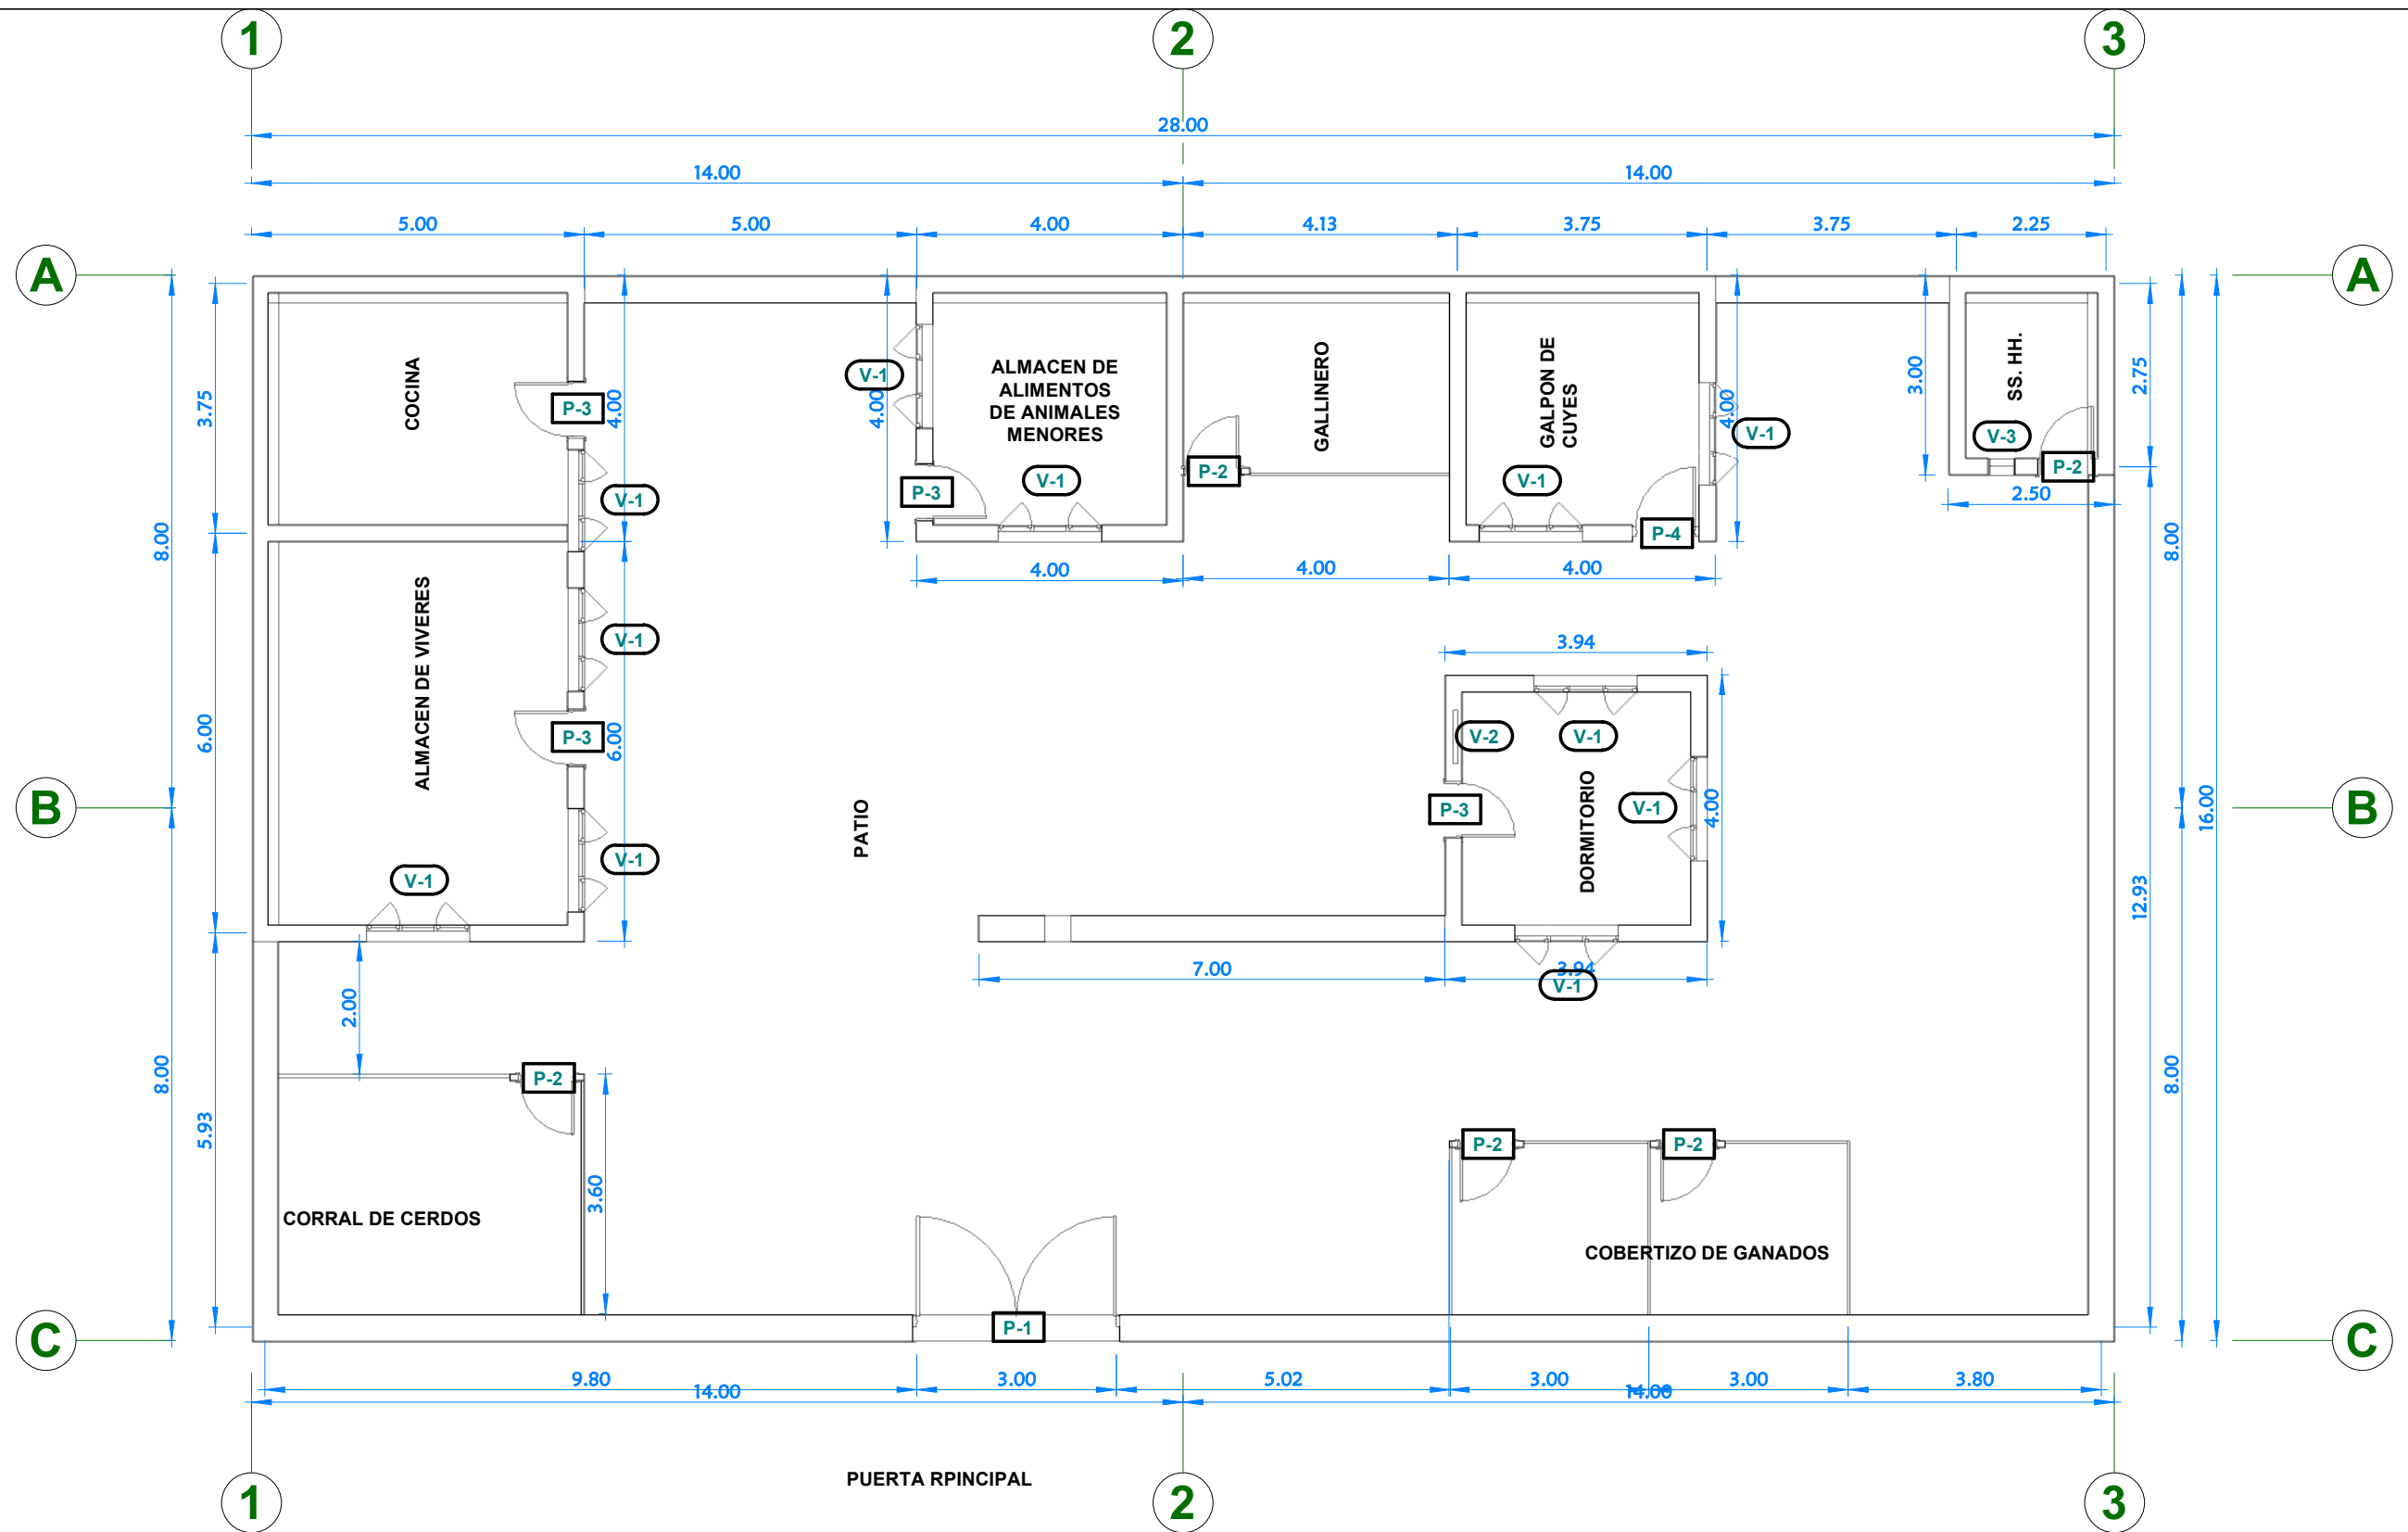 1
2
3
28.00
14.00
14.00
5.00
5.00
4.00
4.13
3.75
3.75
2.25
A
A
COCINA
P-3
4.00
3.75
V-1
V-1
4.00
P-3
ALMACEN DE
ALIMENTOS
DE ANIMALES
MENORES
V-1
GALLINERO
P-2
GALPON DE
CUYES
V-1
P-4
4.00
V-1
3.00
SS. HH.
V-3
P-2
2.75
2.50
8.00
8.00
4.00
4.00
4.00
ALMACEN DE VIVERES
V-1
P-3
6.00
6.00
V-1
V-1
3.94
V-2
V-1
P-3
DORMITORIO
V-1
4.00
16.00
B
B
PATIO
12.93
7.00
3.94
V-1
2.00
8.00
8.00
5.93
P-2
3.60
CORRAL DE CERDOS
P-2
P-2
COBERTIZO DE GANADOS
P-1
C
C
9.80
3.00
5.02
3.00
3.00
3.80
14.00
14.00
PUERTA RPINCIPAL
1
2
3